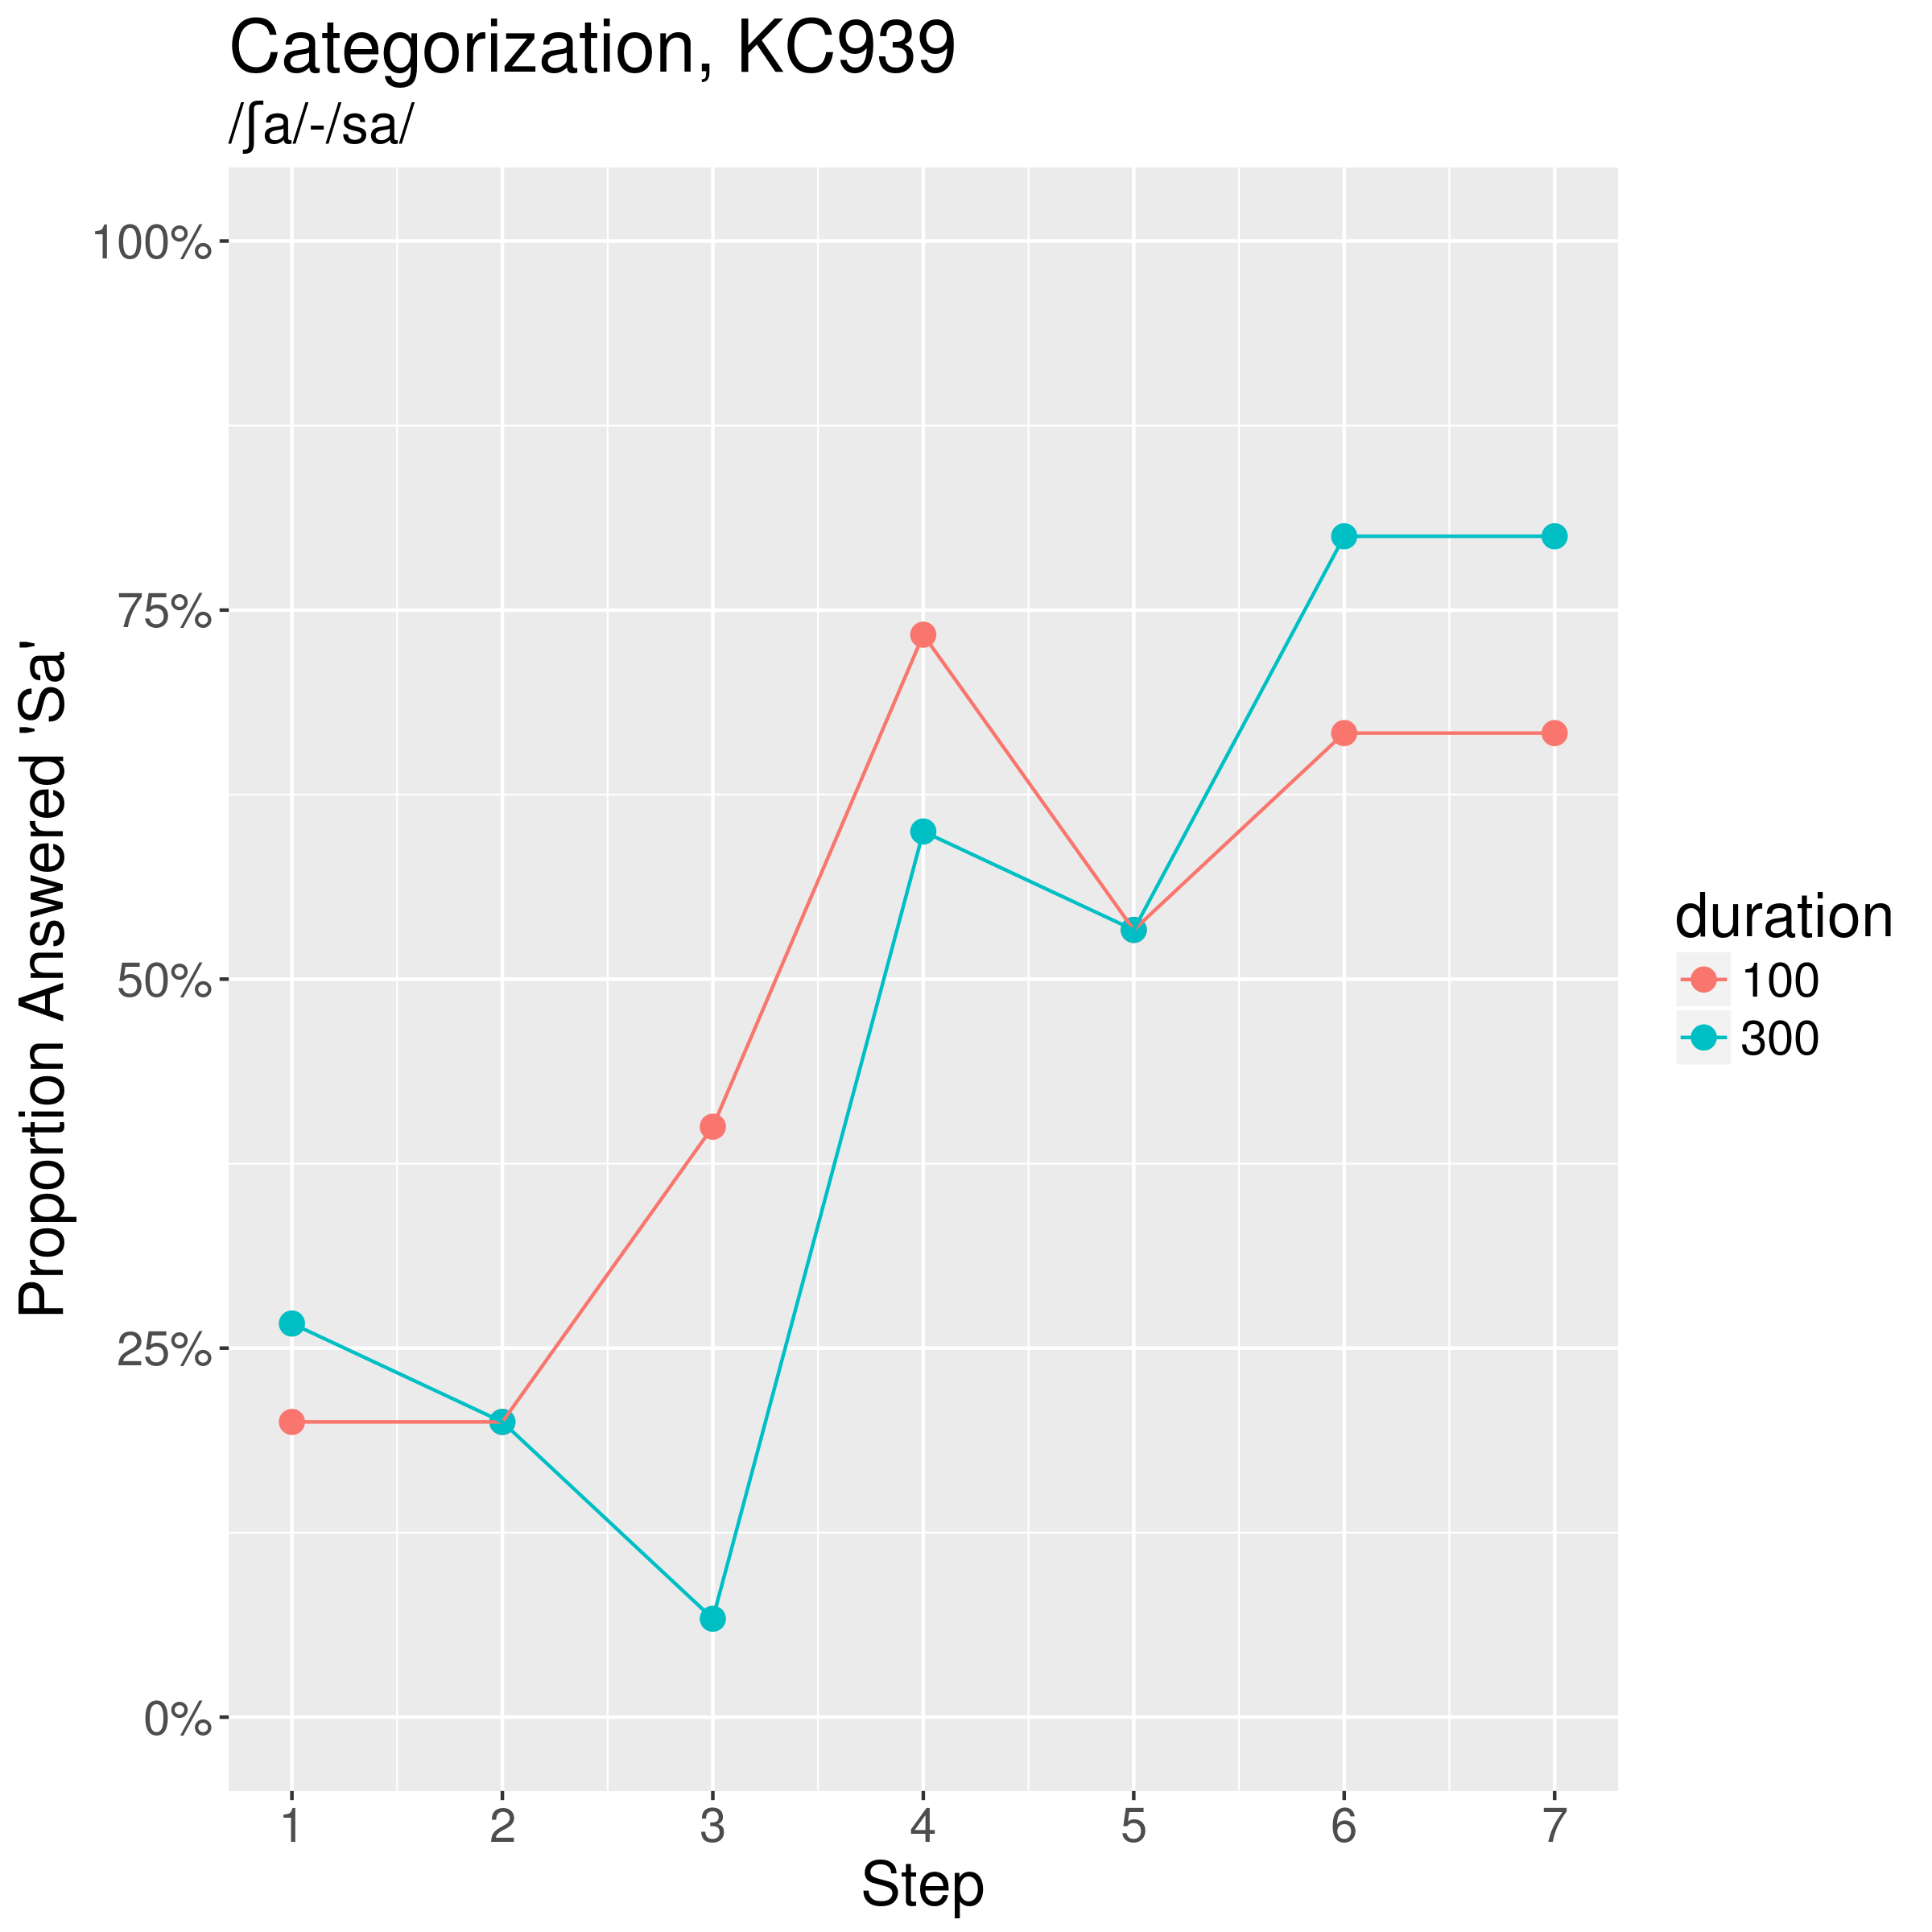 Categorization, KC939
/ʃa/-/sa/
Proportion Answered 'Sa'
100%
75%
50%
25%
0%
1 2 3 4 5 6 7
Step
duration
100
300